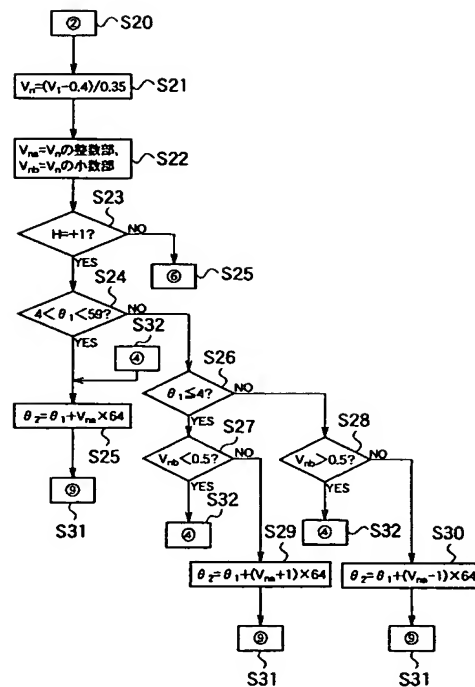 ② S20
Vn=(V1-0.4)/0.35 S21
Vna=Vnの整数部、
Vnb=Vnの小数部 S22
S23
H=+1? NO
YES
⑥ S25
S24
4<θ1<59? NO
YES
S32
④
S26
θ1≦4? NO
YES
θ2=θ1+Vna×64
S25
S27
Vnb<0.5? NO
YES
S28
Vnb>0.5? NO
YES
⑨
S31
④ S32
④ S32
S29
θ2=θ1+(Vna+1)×64
S30
θ2=θ1+(Vna-1)×64
⑨
S31
⑨
S31